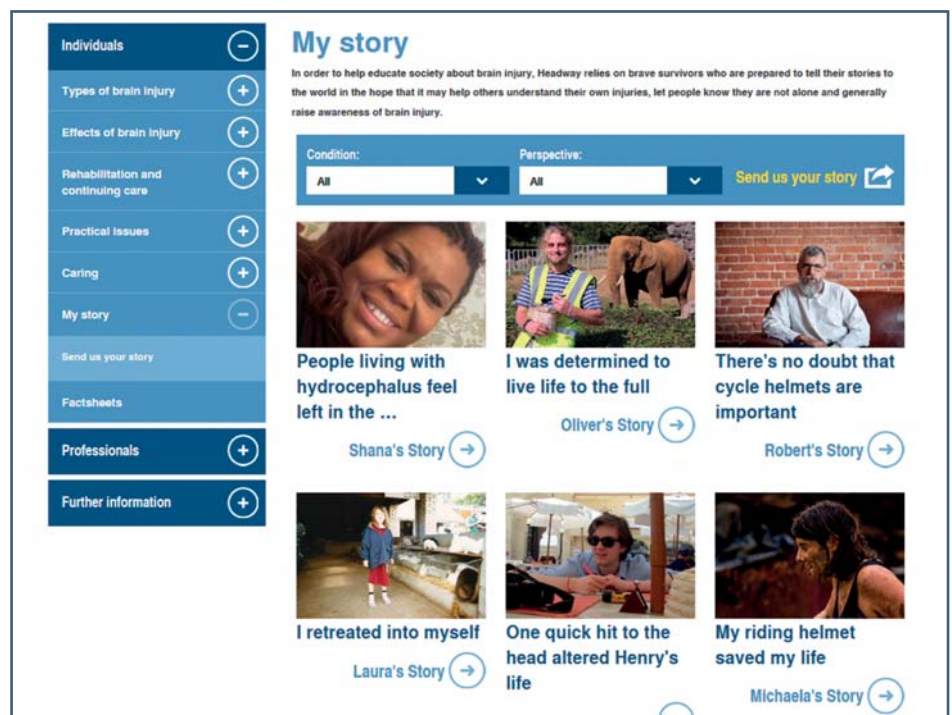 Individuals
Types of brain injury
Effects of brain injury
Rehabilitation and
continuing care
Practical issues
Caring
My story
Send us your story
Factsheets
Professionals
Further information
My story
In order to help educate society about brain injury, Headway relies on brave survivors who are prepared to tell their stories to
the world in the hope that it may help others understand their own injuries, let people know they are not alone and generally
raise awareness of brain injury.
Condition:
All
Perspective:
All
Send us your story
People living with
hydrocephalus feel
left in the ...
Shana's Story
I was determined to
live life to the full
Oliver's Story
There's no doubt that
cycle helmets are
important
Robert's Story
I retreated into myself
Laura's Story
One quick hit to the
head altered Henry's
life
My riding helmet
saved my life
Michaela's Story